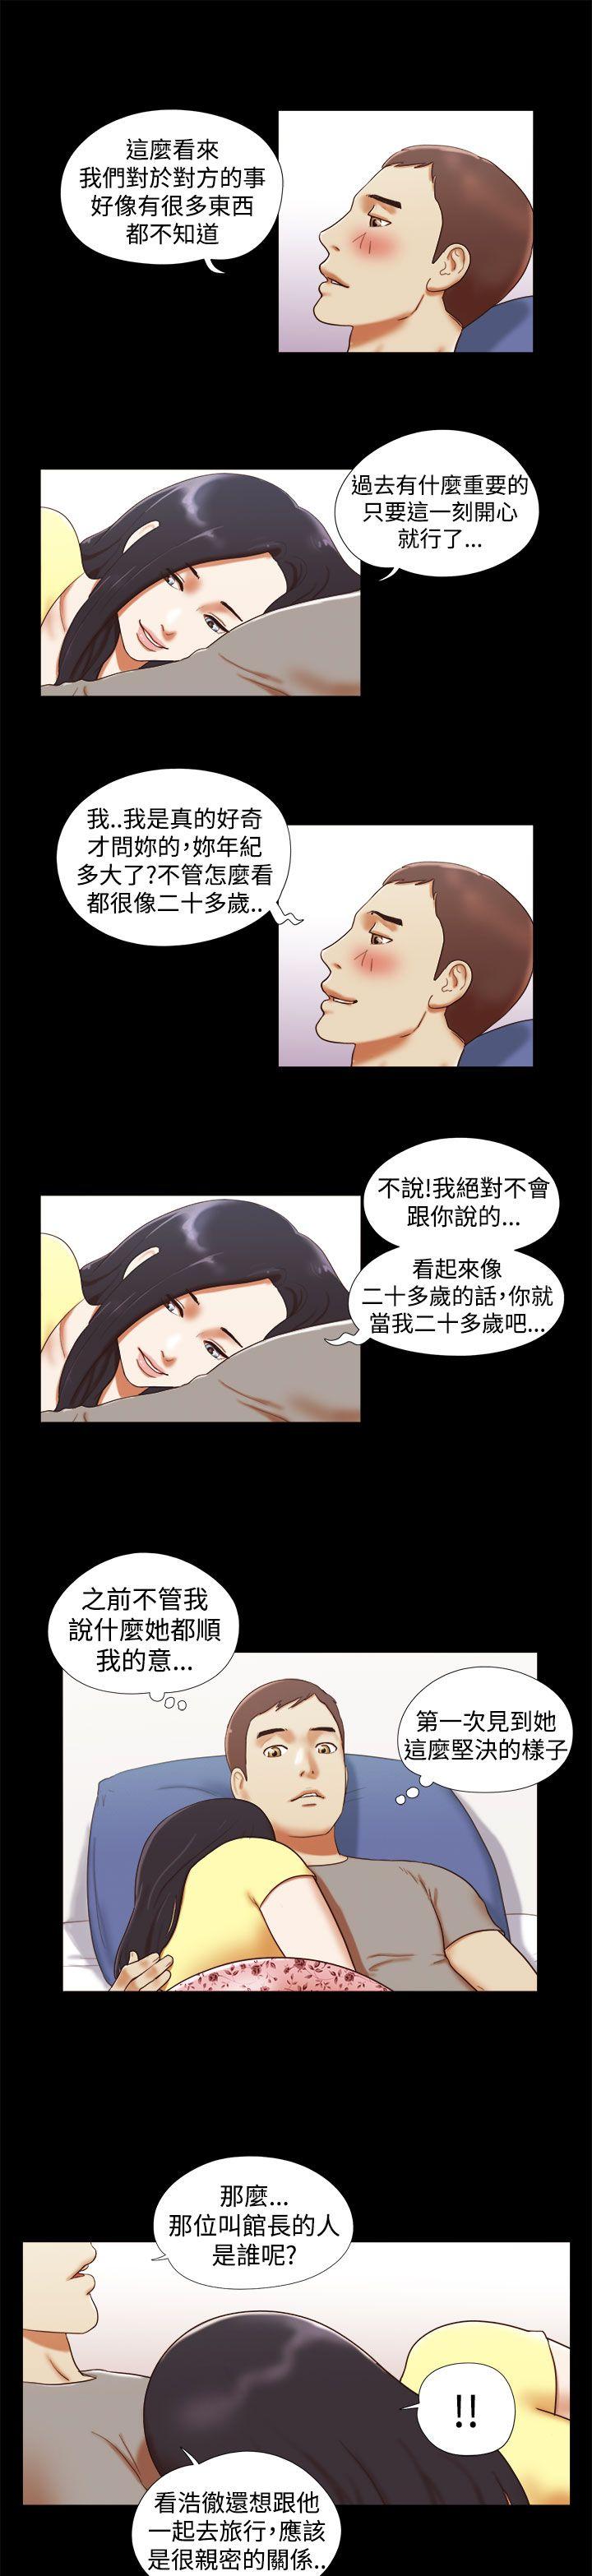 這麼看來
我們對於對方的事
好像有很多東西
都不知道
過去有什麼重要的
只要這一刻開心
就行了...
我..我是真的好奇
才問妳的,妳年紀
多大了?不管怎麼看
都很像二十多歲..
不說!我絕對不會
跟你說的...
看起來像
二十多歲的話,你就
當我二十多歲吧...
之前不管我
說什麼她都順
我的意...
第一次見到她
這麼堅決的樣子
那麼...
那位叫館長的人
是誰呢?
!!
看浩徹還想跟他
一起去旅行,應該
是很親密的關係..